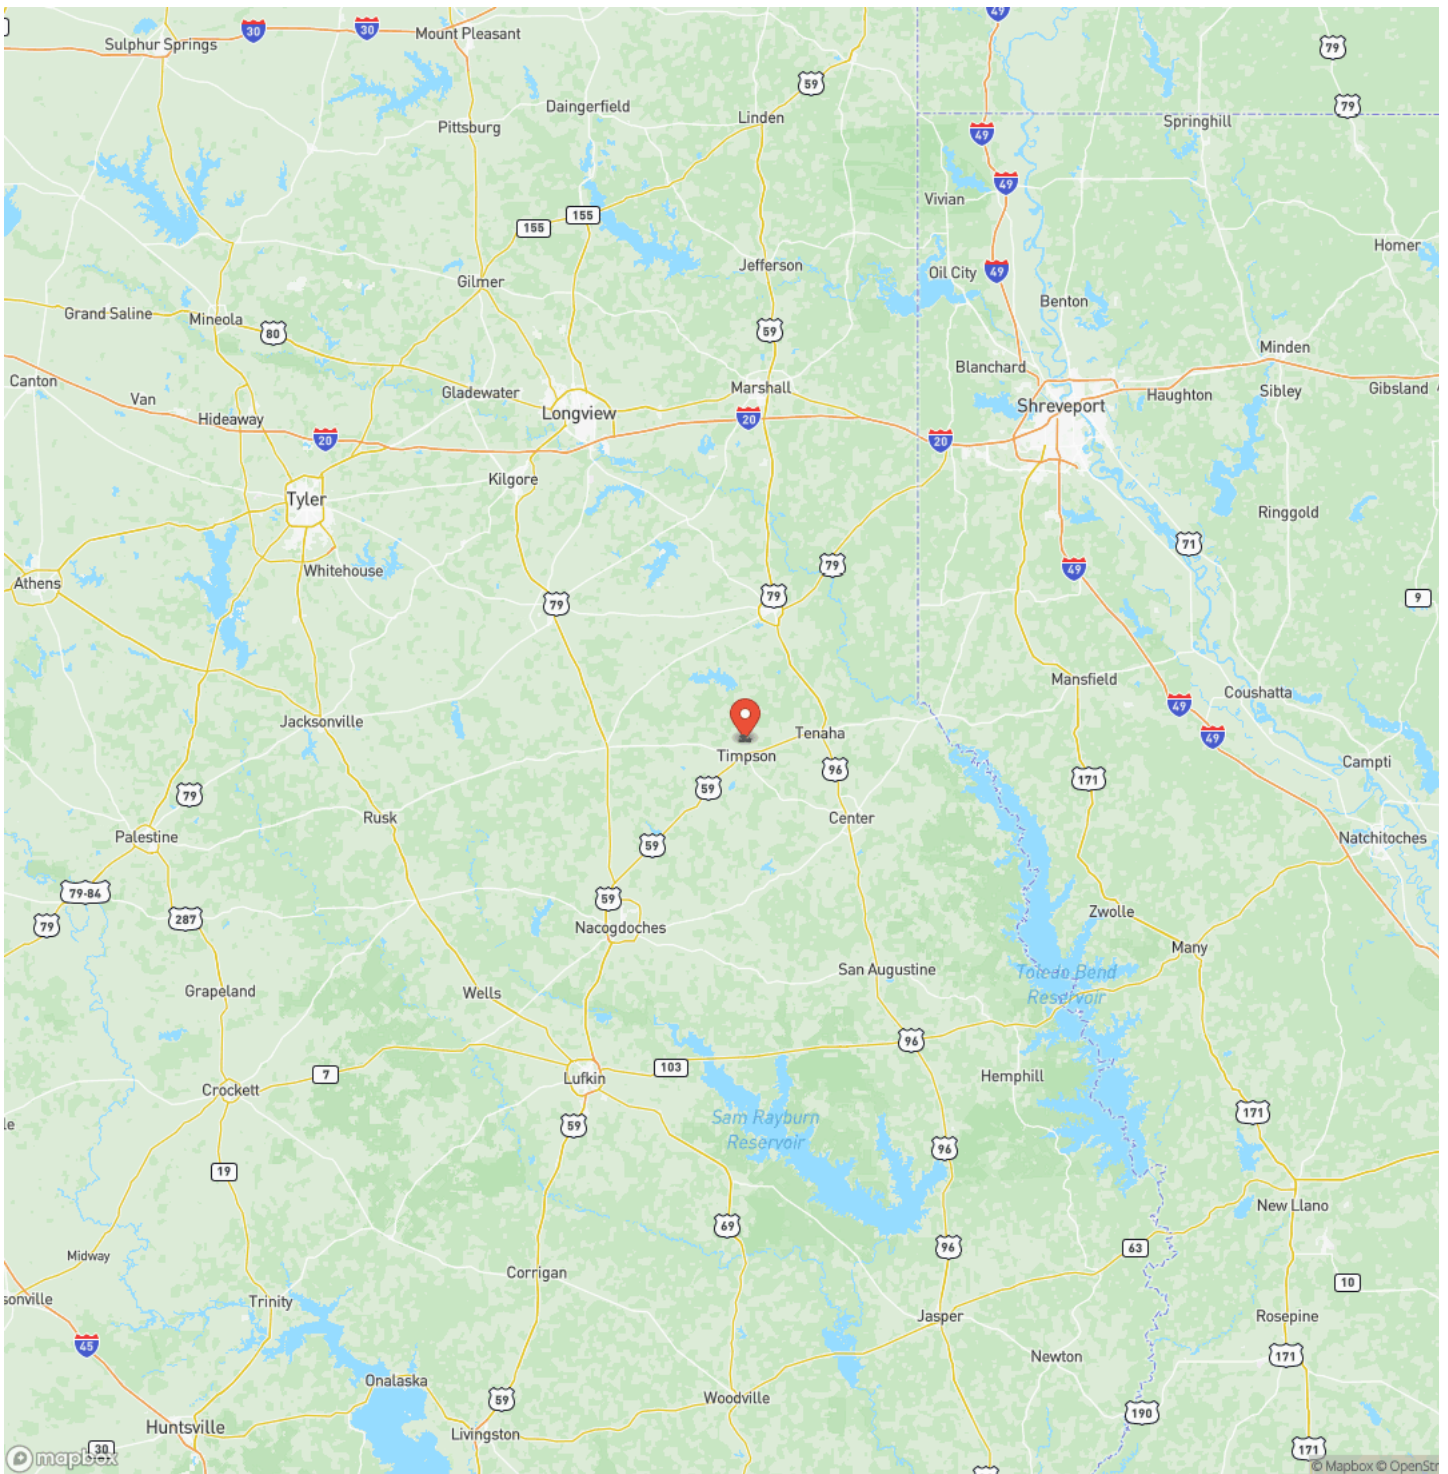 49
30
30
Mount Pleasant
Sulphur Springs
79
59
Daingerfield
79
Linden
Springhill
Pittsburg
49
49
Vivian
155
155
Homer
Jefferson
Oil City
49
Gilmer
Benton
Grand Saline
Mineola
80
59
Minden
Blanchard
Canton
Marshall
Gibsland
Gladewater
Sibley
Haughton
Van
Shreveport
Longview
Hideaway
20
20
20
Kilgore
Tyler
Ringgold
71
Whitehouse
79
49
Athens
79
79
9
Mansfield
Coushatta
49
Jacksonville
Tenaha
49
Timpson
Campti
96
171
59
79
Rusk
Center
Palestine
Natchitoches
59
79-84
59
Zwolle
287
79
Nacogdoches
Many
San Augustine
Toledo Bend
Reservoir
Grapeland
Wells
96
103
7
Hemphill
Lufkin
Crockett
171
Sam Rayburn
Reservoir
le
59
96
19
New Llano
69
96
63
Midway
Corrigan
10
sonville
Trinity
Jasper
Rosepine
45
171
Newton
Onalaska
59
Woodville
190
Huntsville
Livingston
30
171
mapbox
© Mapbox © OpenStr